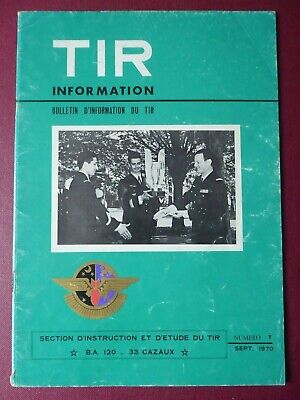 TIR
INFORMATION
BULLETIN D'INFORMATION DU TIR
SECTION D'INSTRUCTION ET D'ETUDE DU TIR
☆ B.A. 120 . 33 CAZAUX ☆
NUMERO 7
SEPT. 1970